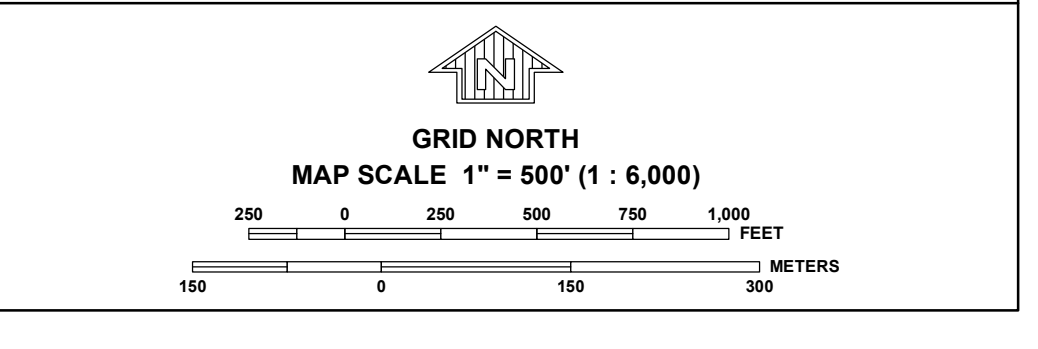 N
GRID NORTH
MAP SCALE 1" = 500' (1 : 6,000)
250 0 250 500 750 1,000
FEET
METERS
150 0 150 300